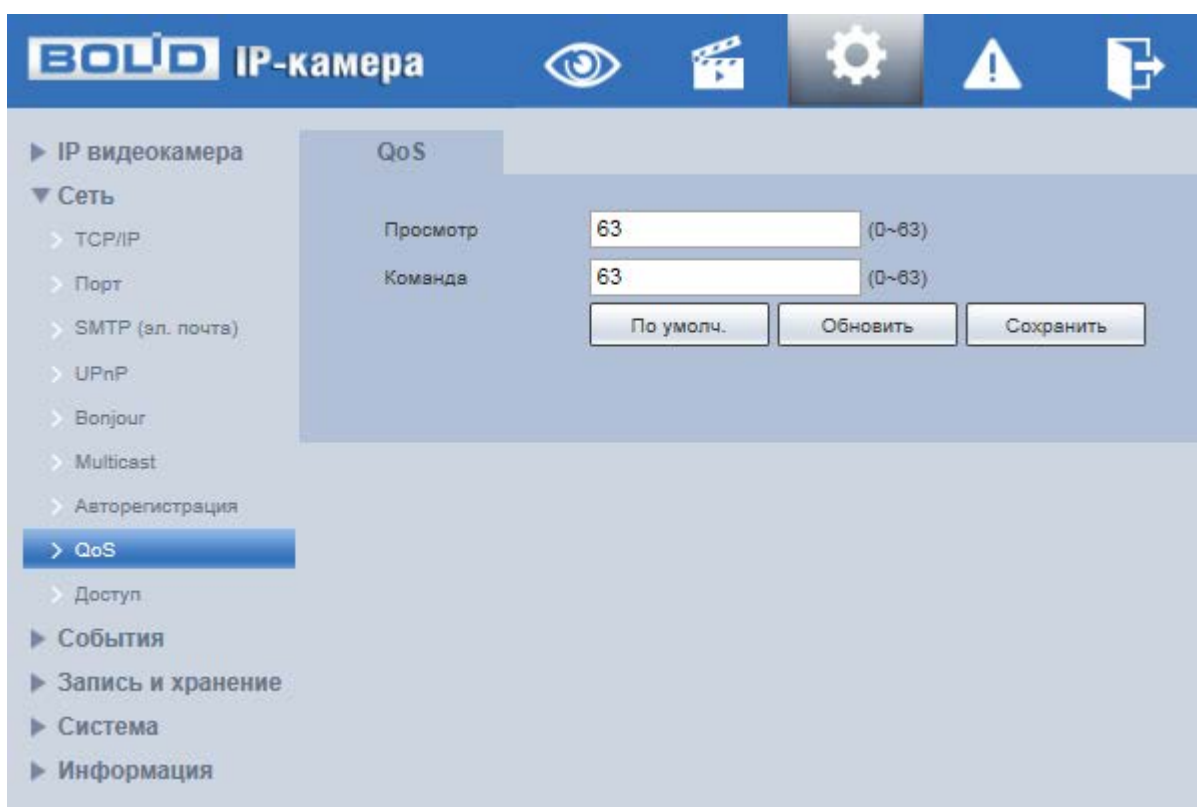 BOLID IP-камера
IP видеокамера
Сеть
TCP/IP
Порт
SMTP (эл. почта)
UPnP
Bonjour
Multicast
Авторегистрация
QoS
Доступ
События
Запись и хранение
Система
Информация
QoS
Просмотр 63 (0~63)
Команда 63 (0~63)
По умолч. Обновить Сохранить